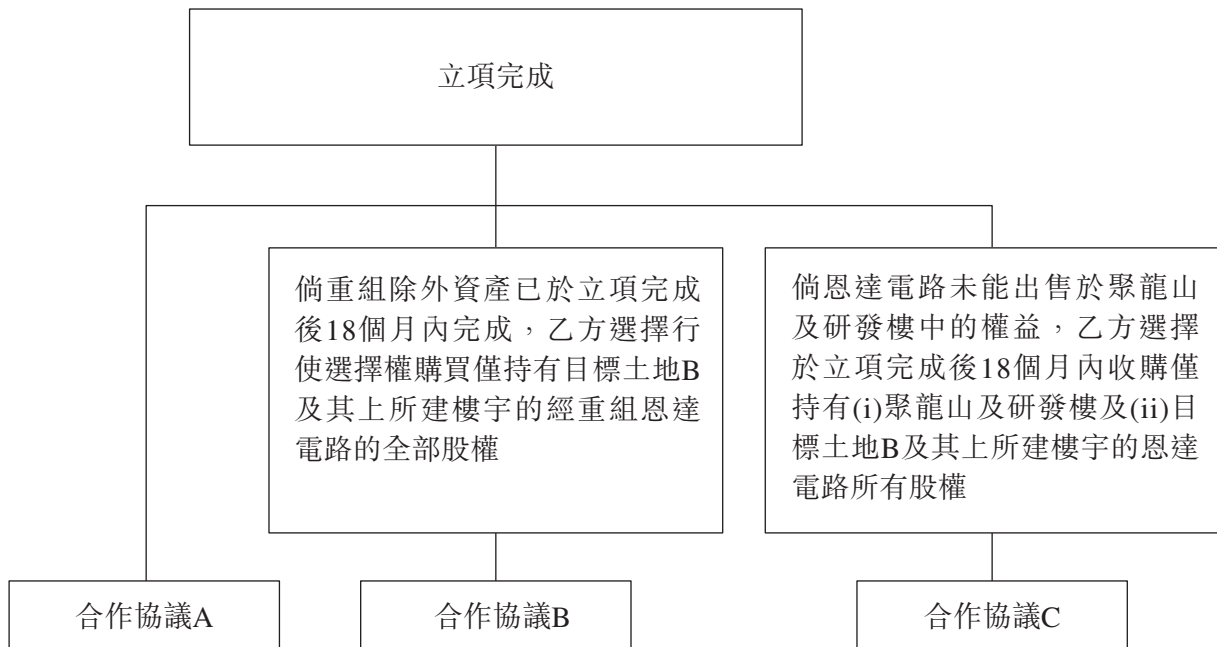 立項完成
倘重組除外資產已於立項完成
後18個月內完成，乙方選擇行
使選擇權購買僅持有目標土地B
及其上所建樓宇的經重組恩達
電路的全部股權
倘恩達電路未能出售於聚龍山
及研發樓中的權益，乙方選擇
於立項完成後18個月內收購僅
持有(i)聚龍山及研發樓及(ii)目
標土地B及其上所建樓宇的恩達
電路所有股權
合作協議A
合作協議B
合作協議C